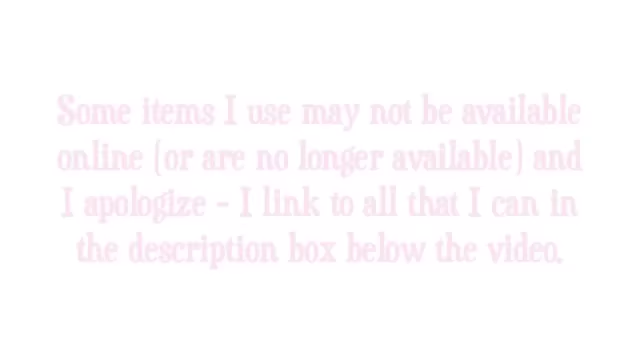 Some items I use may not be available
online (or are no longer available) and
I apologize - I link to all that I can in
the description box below the video.